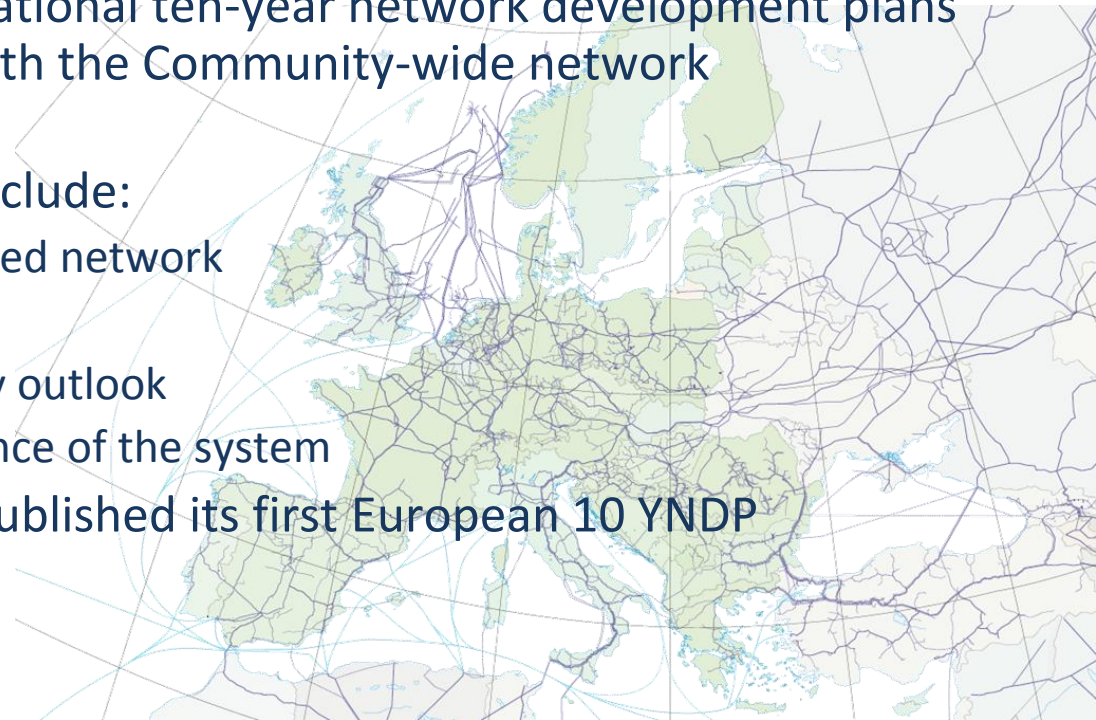 ational ten-year network development plans
th the Community-wide network
clude:
ed network
outlook
nce of the system
ublished its first European 10 YNDP